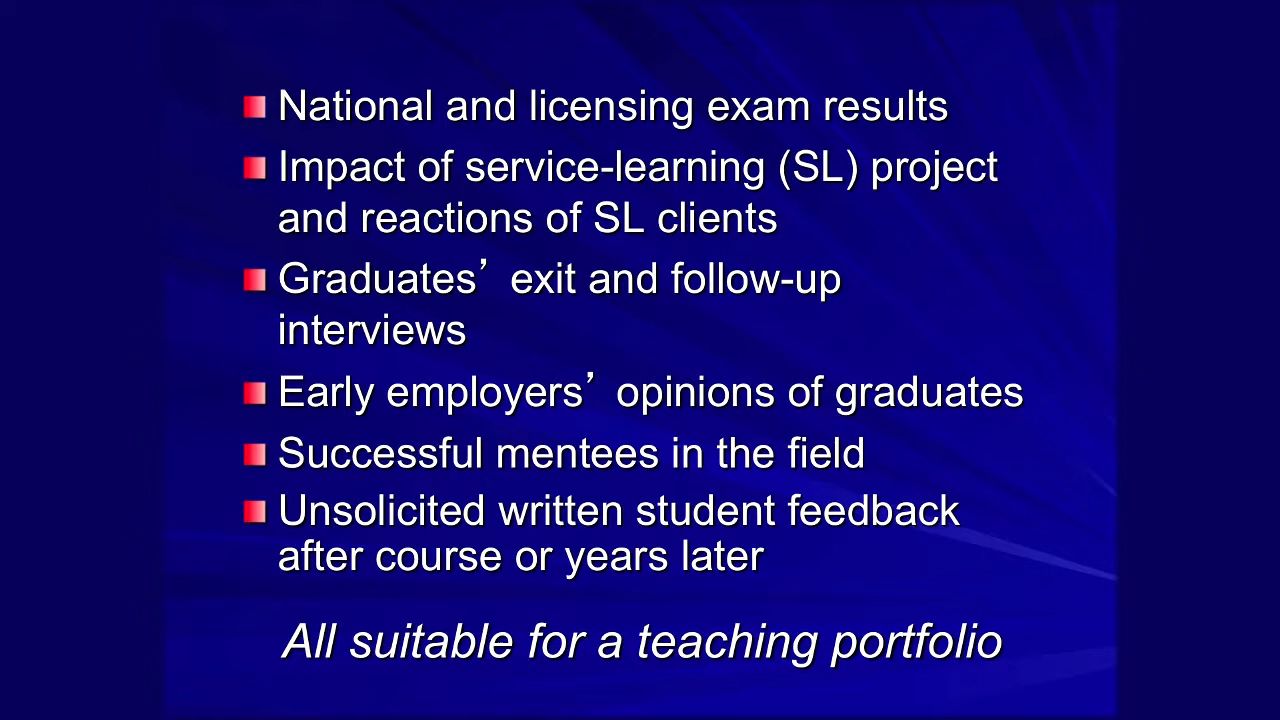 National and licensing exam results
Impact of service-learning (SL) project
and reactions of SL clients
Graduates’ exit and follow-up
interviews
Early employers’ opinions of graduates
Successful mentees in the field
Unsolicited written student feedback
after course or years later
All suitable for a teaching portfolio